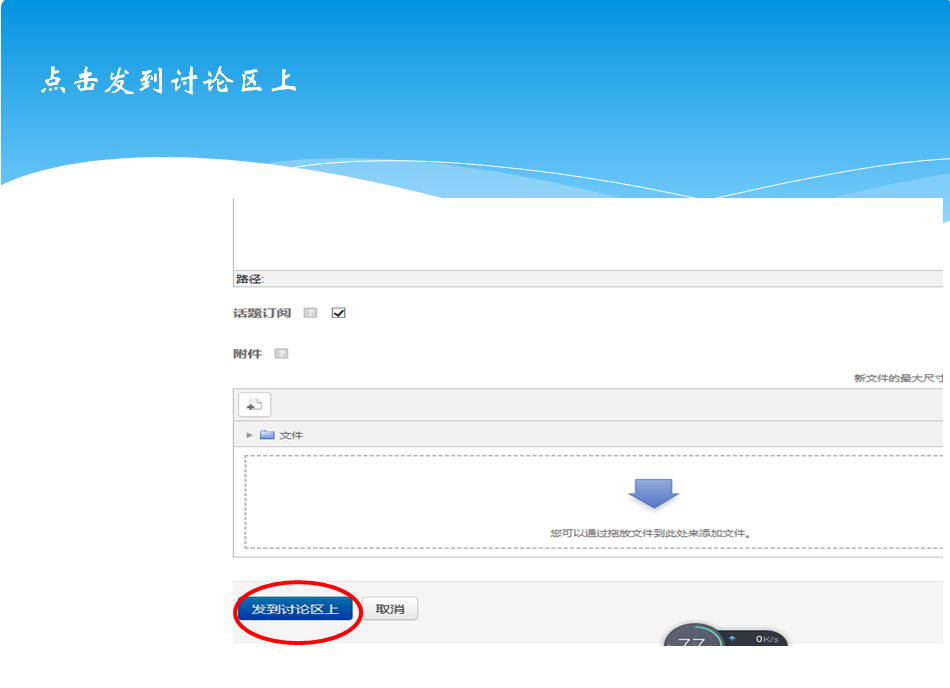 点击发到讨论区上
路径:
话题订阅 ?
附件 ?
新文件的最大尺寸
文件
您可以通过拖放文件到此处来添加文件。
发到讨论区上 取消
77 0K/s